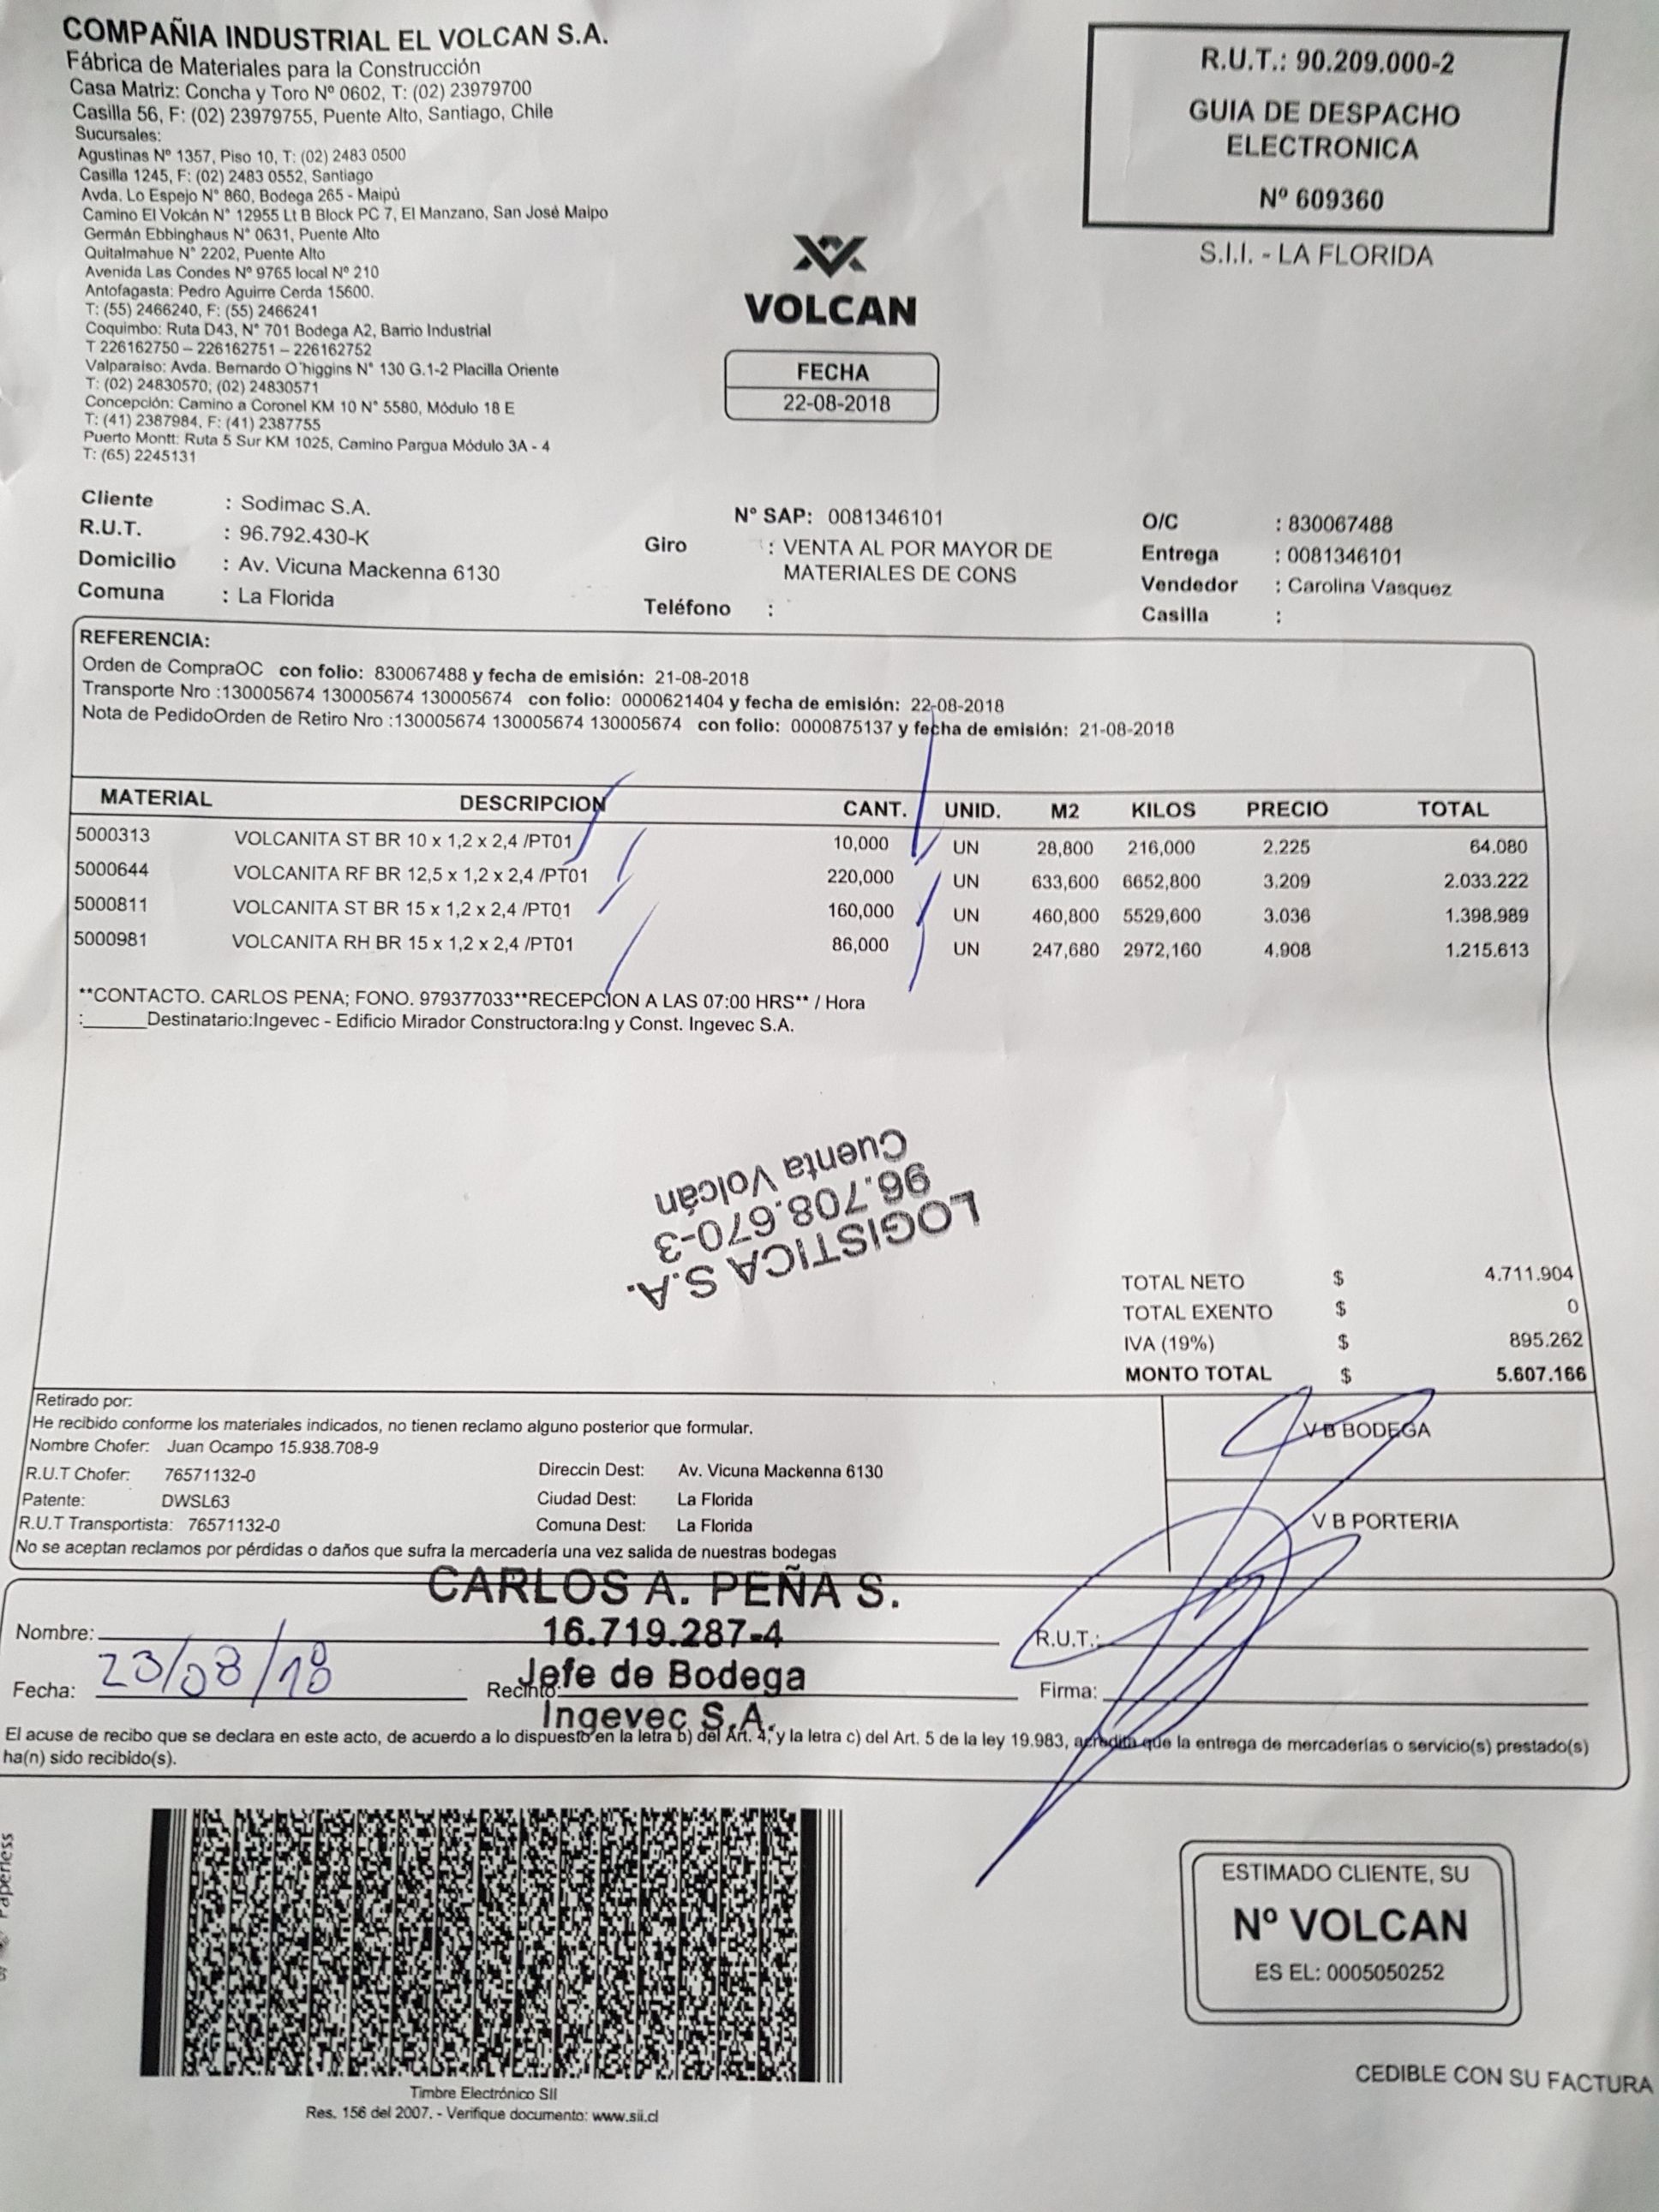 COMPAÑIA INDUSTRIAL EL VOLCAN S.A.
Fábrica de Materiales para la Construcción
Casa Matriz: Concha y Toro Nº 0602, T: (02) 23979700
Casilla 56, F: (02) 23979755, Puente Alto, Santiago, Chile
Sucursales:
Agustinas Nº 1357, Piso 10, T: (02) 2483 0500
Casilla 1245, F: (02) 2483 0552, Santiago
Avda. Lo Espejo N° 860, Bodega 265 - Maipú
Camino El Volcán N° 12955 Lt B Block PC 7, El Manzano, San José Maipo
Germán Ebbinghaus N° 0631, Puente Alto
Quitalmahue N° 2202, Puente Alto
Avenida Las Condes Nº 9765 local Nº 210
Antofagasta: Pedro Aguirre Cerda 15600.
T: (55) 2466240, F: (55) 2466241
Coquimbo: Ruta D43, N° 701 Bodega A2, Barrio Industrial
T 226162750 – 226162751 – 226162752
Valparaiso: Avda. Bernardo O´higgins N° 130 G.1-2 Placilla Oriente
T: (02) 24830570; (02) 24830571
Concepción: Camino a Coronel KM 10 N° 5580, Módulo 18 E
T: (41) 2387984, F: (41) 2387755
Puerto Montt: Ruta 5 Sur KM 1025, Camino Pargua Módulo 3A - 4
T: (65) 2245131
R.U.T.: 90.209.000-2
GUIA DE DESPACHO
ELECTRONICA
Nº 609360
S.I.I. - LA FLORIDA
VOLCAN
FECHA
22-08-2018
Cliente : Sodimac S.A.
R.U.T. : 96.792.430-K
Domicilio : Av. Vicuna Mackenna 6130
Comuna : La Florida
N° SAP: 0081346101
Giro : VENTA AL POR MAYOR DE
MATERIALES DE CONS
Teléfono :
O/C : 830067488
Entrega : 0081346101
Vendedor : Carolina Vasquez
Casilla :
REFERENCIA:
Orden de CompraOC con folio: 830067488 y fecha de emisión: 21-08-2018
Transporte Nro :130005674 130005674 130005674 con folio: 0000621404 y fecha de emisión: 22-08-2018
Nota de PedidoOrden de Retiro Nro :130005674 130005674 130005674 con folio: 0000875137 y fecha de emisión: 21-08-2018
MATERIAL DESCRIPCION CANT. UNID. M2 KILOS PRECIO TOTAL
5000313 VOLCANITA ST BR 10 x 1,2 x 2,4 /PT01 10,000 UN 28,800 216,000 2.225 64.080
5000644 VOLCANITA RF BR 12,5 x 1,2 x 2,4 /PT01 220,000 UN 633,600 6652,800 3.209 2.033.222
5000811 VOLCANITA ST BR 15 x 1,2 x 2,4 /PT01 160,000 UN 460,800 5529,600 3.036 1.398.989
5000981 VOLCANITA RH BR 15 x 1,2 x 2,4 /PT01 86,000 UN 247,680 2972,160 4.908 1.215.613
**CONTACTO. CARLOS PENA; FONO. 979377033**RECEPCION A LAS 07:00 HRS** / Hora
:______Destinatario:Ingevec - Edificio Mirador Constructora:Ing y Const. Ingevec S.A.
LOGISTICA S.A.
96.708.670-3
Cuenta Volcán
TOTAL NETO $ 4.711.904
TOTAL EXENTO $ 0
IVA (19%) $ 895.262
MONTO TOTAL $ 5.607.166
Retirado por:
He recibido conforme los materiales indicados, no tienen reclamo alguno posterior que formular.
Nombre Chofer: Juan Ocampo 15.938.708-9
R.U.T Chofer: 76571132-0 Direccin Dest: Av. Vicuna Mackenna 6130
Patente: DWSL63 Ciudad Dest: La Florida
R.U.T Transportista: 76571132-0 Comuna Dest: La Florida
No se aceptan reclamos por pérdidas o daños que sufra la mercadería una vez salida de nuestras bodegas
V B BODEGA
V B PORTERIA
CARLOS A. PEÑA S.
16.719.287-4
Jefe de Bodega
Ingevec S.A.
Nombre: R.U.T.:
Fecha: 23/08/18 Recinto: Firma:
El acuse de recibo que se declara en este acto, de acuerdo a lo dispuesto en la letra b) del Art. 4, y la letra c) del Art. 5 de la ley 19.983, acredita que la entrega de mercaderías o servicio(s) prestado(s)
ha(n) sido recibido(s).
Paperless
Timbre Electrónico SII
Res. 156 del 2007. - Verifique documento: www.sii.cl
ESTIMADO CLIENTE, SU
Nº VOLCAN
ES EL: 0005050252
CEDIBLE CON SU FACTURA